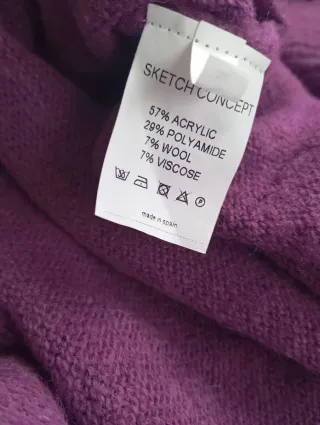 SKETCH CONCEPT
57% ACRYLIC
29% POLYAMIDE
7% WOOL
7% VISCOSE
P
made in spain